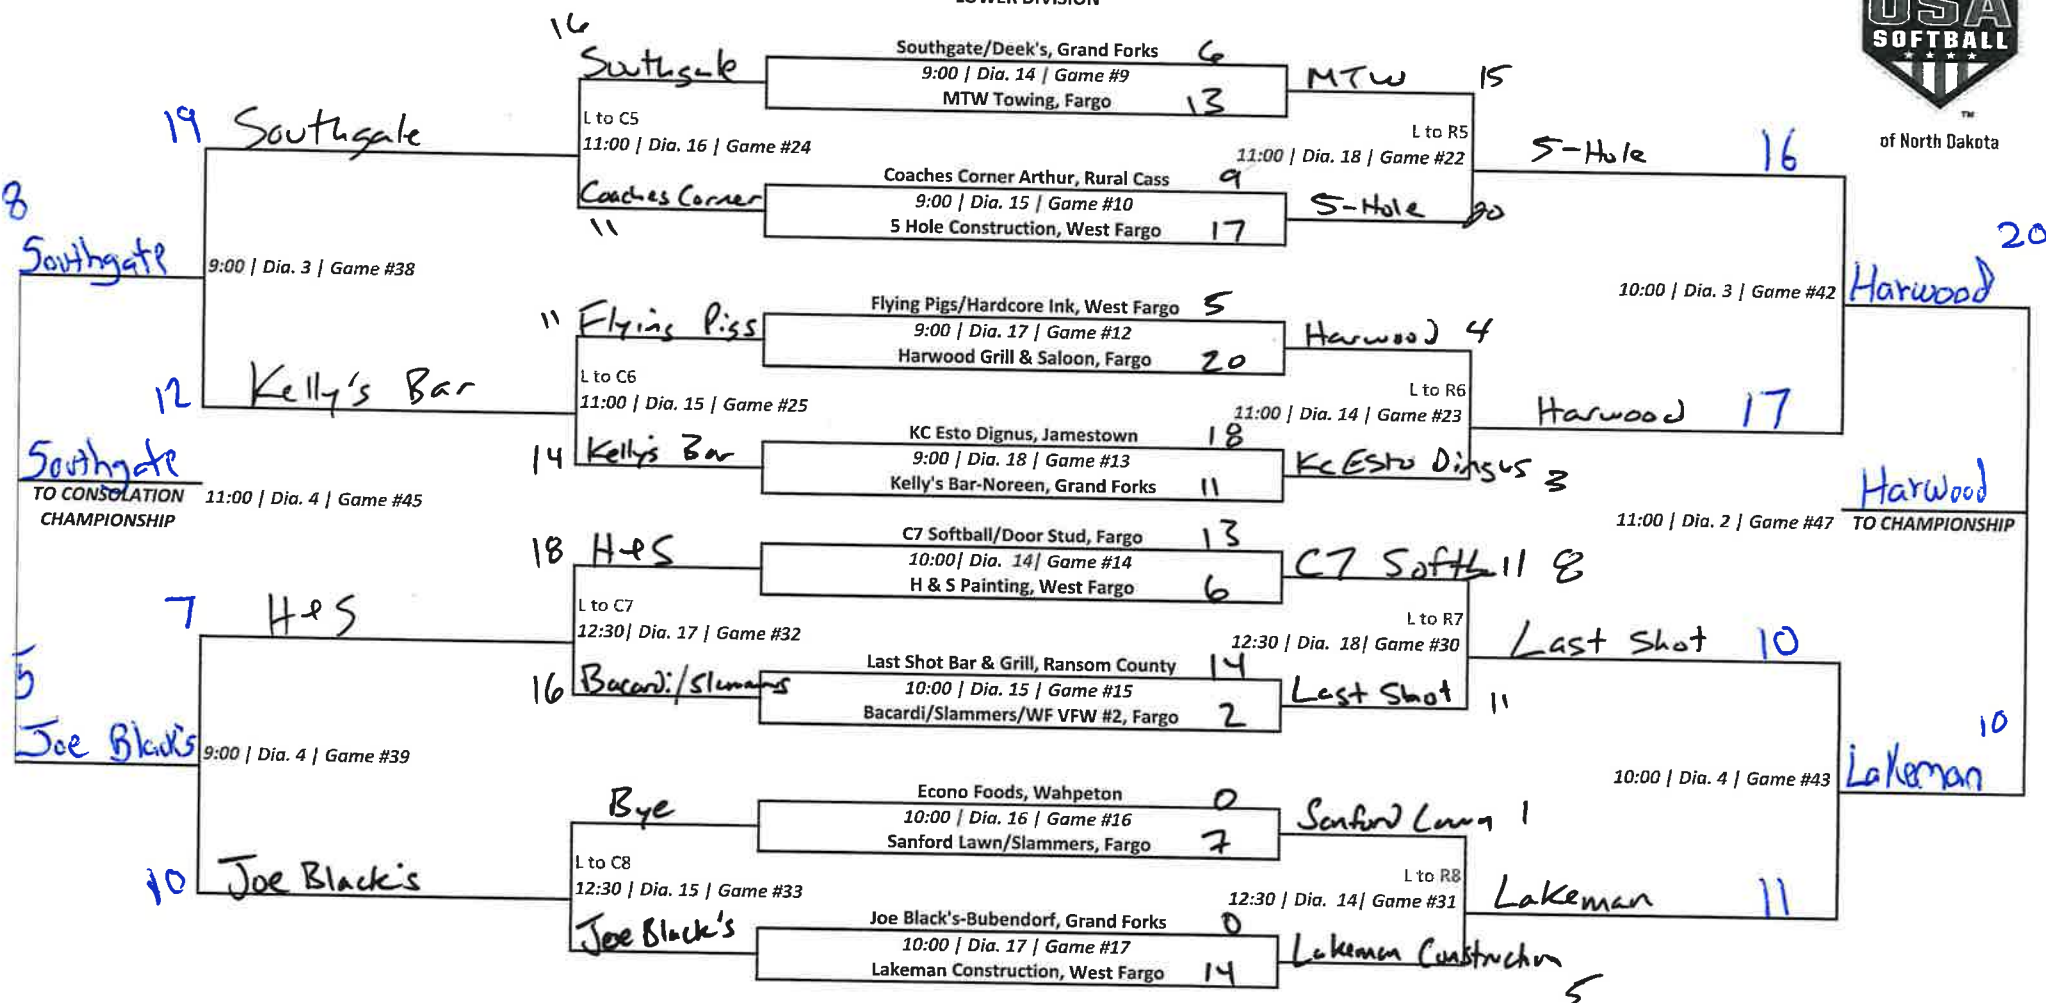 LOWER DIVISION
USA
SOFTBALL
TM
of North Dakota
16
Southgate
Southgate/Deek's, Grand Forks 6
9:00 | Dia. 14 | Game #9
MTW Towing, Fargo 13
MTW 15
19 Southgate
L to C5
11:00 | Dia. 16 | Game #24
L to R5
11:00 | Dia. 18 | Game #22
5-Hole 16
Coaches Corner
11
Coaches Corner Arthur, Rural Cass 9
9:00 | Dia. 15 | Game #10
5 Hole Construction, West Fargo 17
5-Hole 20
8
Southgate
9:00 | Dia. 3 | Game #38
10:00 | Dia. 3 | Game #42
20
Harwood
11 Flying Pigs
Flying Pigs/Hardcore Ink, West Fargo 5
9:00 | Dia. 17 | Game #12
Harwood Grill & Saloon, Fargo 20
Harwood 4
12 Kelly's Bar
L to C6
11:00 | Dia. 15 | Game #25
L to R6
11:00 | Dia. 14 | Game #23
Harwood 17
14 Kelly's Bar
KC Esto Dignus, Jamestown 18
9:00 | Dia. 18 | Game #13
Kelly's Bar-Noreen, Grand Forks 11
KC Esto Dingus 3
Southgate
TO CONSOLATION
CHAMPIONSHIP
11:00 | Dia. 4 | Game #45
Harwood
11:00 | Dia. 2 | Game #47
TO CHAMPIONSHIP
18 H&S
C7 Softball/Door Stud, Fargo 13
10:00| Dia. 14| Game #14
H & S Painting, West Fargo 6
C7 Softball 8
7 H&S
L to C7
12:30| Dia. 17 | Game #32
L to R7
12:30 | Dia. 18| Game #30
Last Shot 10
16 Bacardi/Slammers
Last Shot Bar & Grill, Ransom County 14
10:00 | Dia. 15 | Game #15
Bacardi/Slammers/WF VFW #2, Fargo 2
Last Shot 11
5
Joe Black's
9:00 | Dia. 4 | Game #39
10:00 | Dia. 4 | Game #43
10
Lakeman
Bye
Econo Foods, Wahpeton 0
10:00 | Dia. 16 | Game #16
Sanford Lawn/Slammers, Fargo 7
Sanford Lawn 1
10 Joe Black's
L to C8
12:30 | Dia. 15 | Game #33
L to R8
12:30 | Dia. 14| Game #31
Lakeman 11
Joe Black's
Joe Black's-Bubendorf, Grand Forks 0
10:00 | Dia. 17 | Game #17
Lakeman Construction, West Fargo 14
Lakeman Construction
5